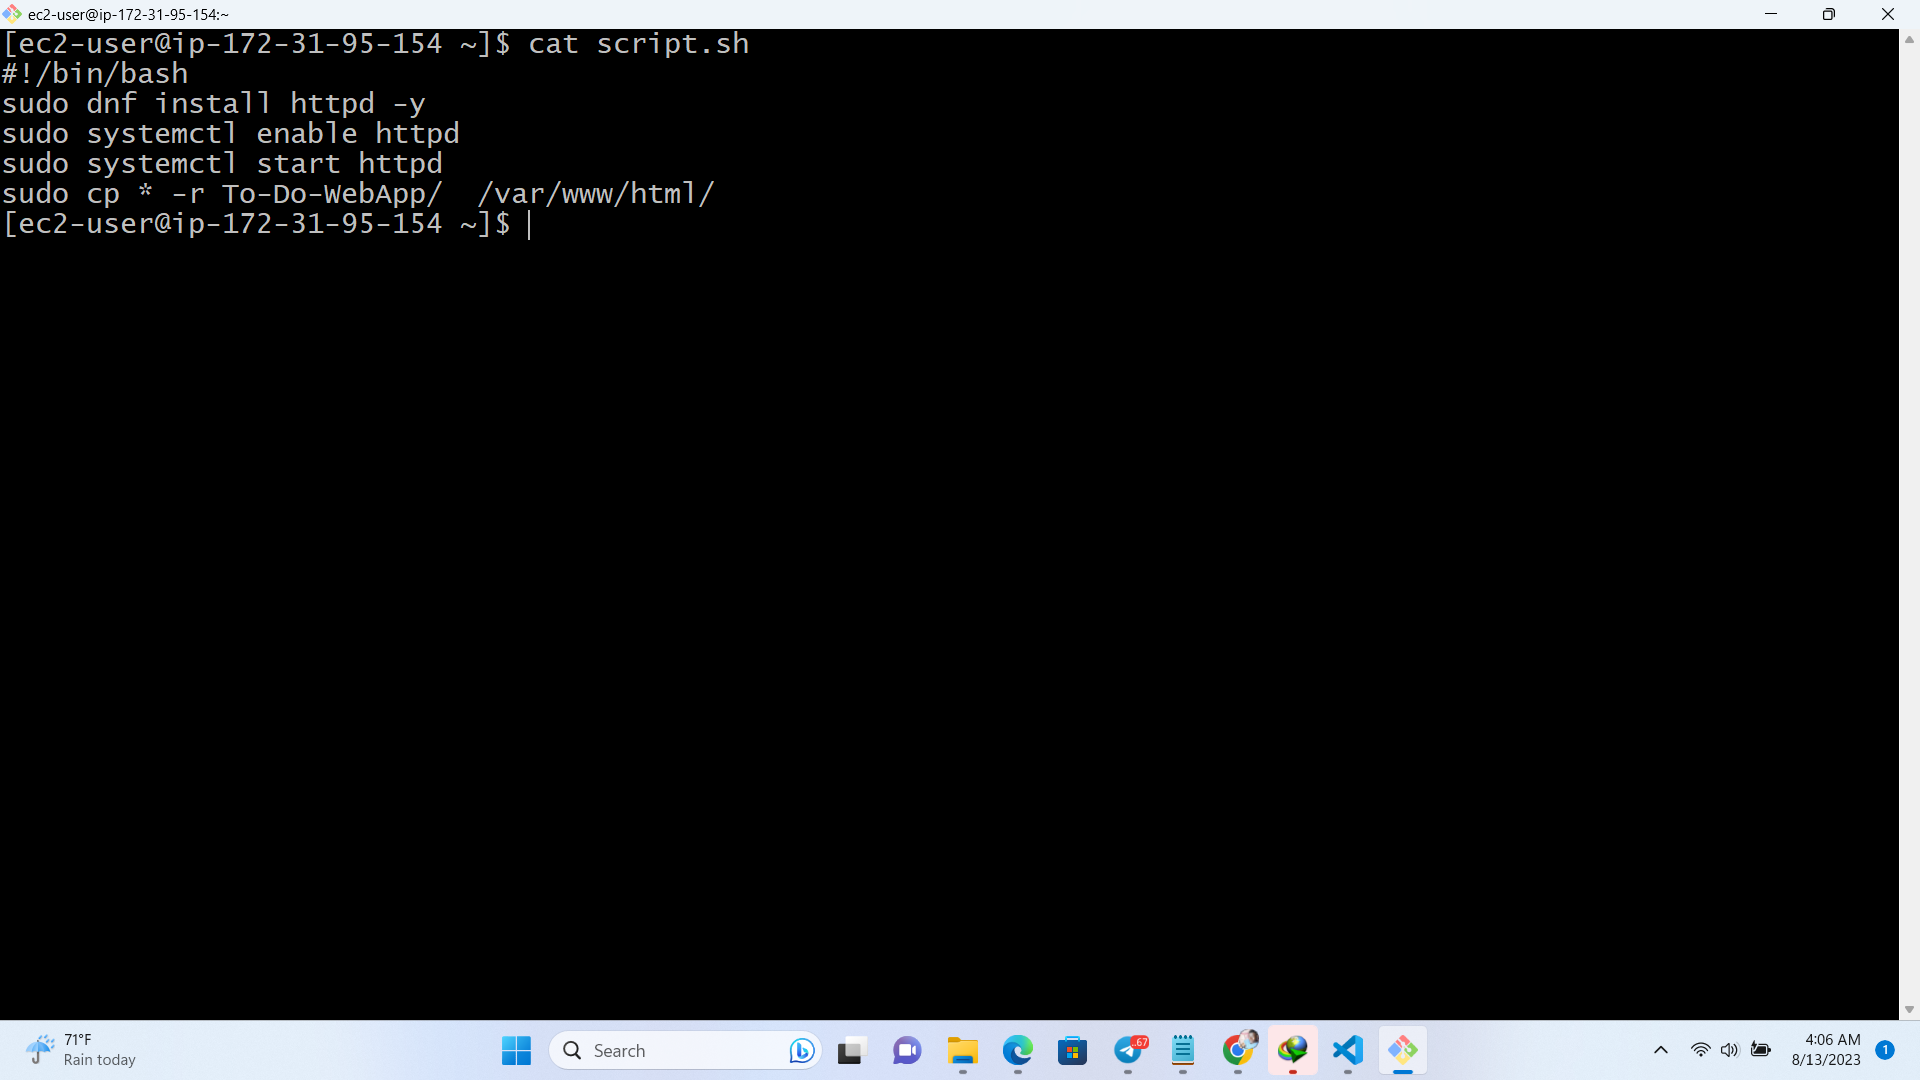 ec2-user@ip-172-31-95-154:~
[ec2-user@ip-172-31-95-154 ~]$ cat script.sh
#!/bin/bash
sudo dnf install httpd -y
sudo systemctl enable httpd
sudo systemctl start httpd
sudo cp * -r To-Do-WebApp/  /var/www/html/
[ec2-user@ip-172-31-95-154 ~]$
71°F
Rain today
Search
.67
4:06 AM
8/13/2023
1